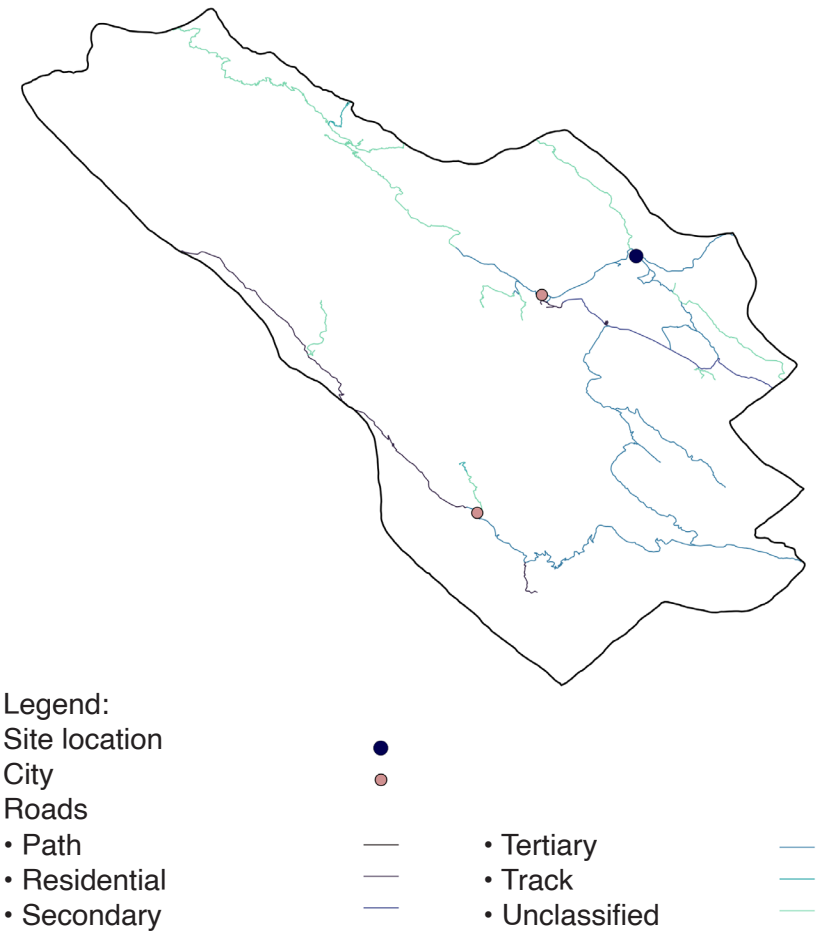 Legend:
Site location
City
Roads
• Path
• Residential
• Secondary
• Tertiary
• Track
• Unclassified